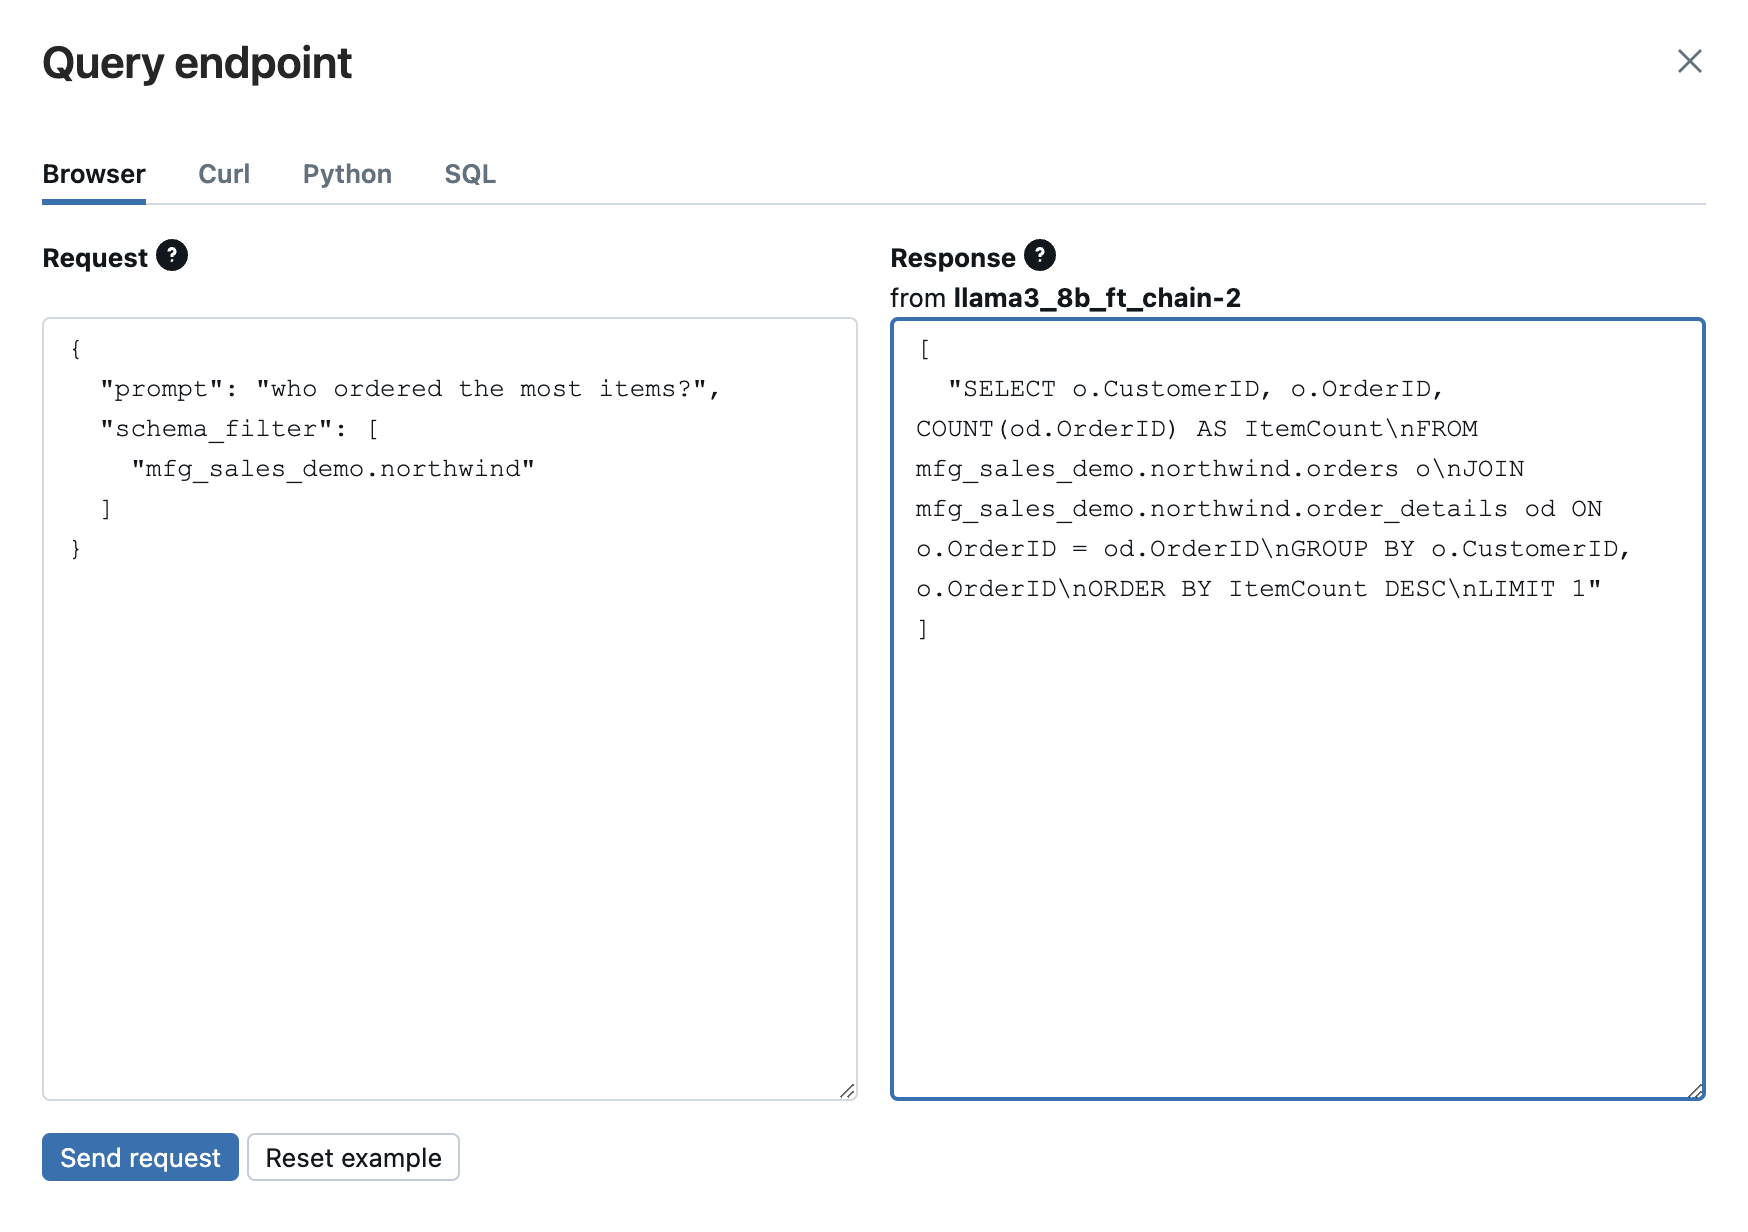 Query endpoint
Browser
Curl
Python
SQL
Request ?
{
"prompt": "who ordered the most items?",
"schema_filter": [
"mfg_sales_demo.northwind"
]
}
Response ?
from llama3_8b_ft_chain-2
[
"SELECT o.CustomerID, o.OrderID,
COUNT(od.OrderID) AS ItemCount\nFROM
mfg_sales_demo.northwind.orders o\nJOIN
mfg_sales_demo.northwind.order_details od ON
o.OrderID = od.OrderID\nGROUP BY o.CustomerID,
o.OrderID\nORDER BY ItemCount DESC\nLIMIT 1"
]
Send request
Reset example